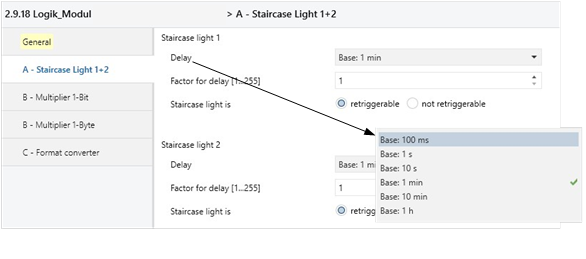 2.9.18 Logik_Modul > A - Staircase Light 1+2
General
A - Staircase Light 1+2
B - Multiplier 1-Bit
B - Multiplier 1-Byte
C - Format converter
Staircase light 1
Delay Base: 1 min
Factor for delay [1...255] 1
Staircase light is retriggerable not retriggerable
Staircase light 2
Delay Base: 1 mi
Factor for delay [1...255] 1
Staircase light is retrigg
Base: 100 ms
Base: 1 s
Base: 10 s
Base: 1 min
Base: 10 min
Base: 1 h